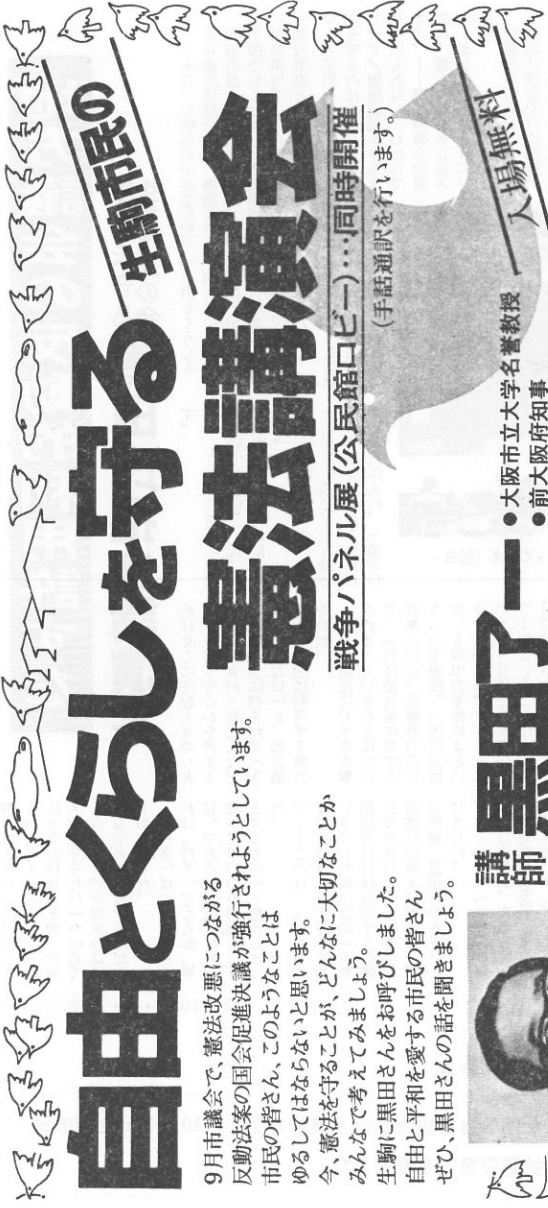 自由とくらしを守る
生駒市民の
憲法講演会
戦争パネル展(公民館ロビー)…同時開催
(手話通訳を行います。)
9月市議会で、憲法改悪につながる
反動法案の国会促進決議が強行されようとしています。
市民の皆さん、このようなことは
ゆるしてはならないと思います。
今、憲法を守ることが、どんなに大切なことか
みんなで考えてみましょう。
生駒に黒田さんをお呼びしました。
自由と平和を愛する市民の皆さん
ぜひ、黒田さんの話を聞きましょう。
講師
黒田了一
●大阪市立大学名誉教授
●前大阪府知事
入場無料